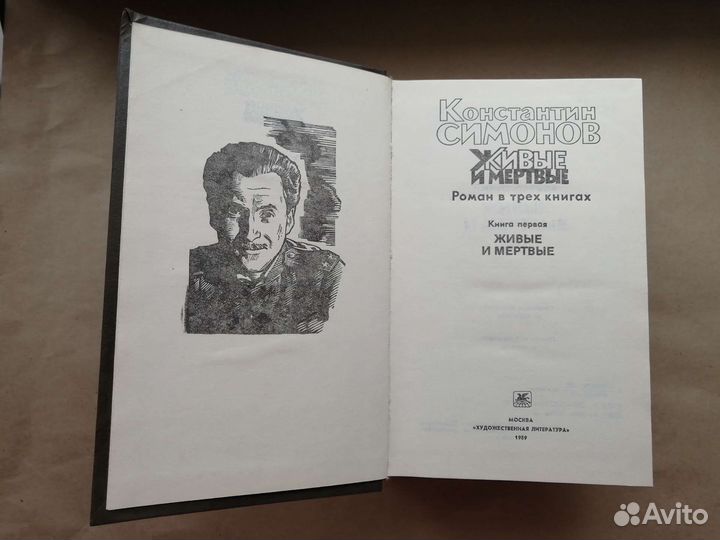 Константин
СИМОНОВ
ЖИВЫЕ
И МЕРТВЫЕ
Роман в трех книгах
Книга первая
ЖИВЫЕ
И МЕРТВЫЕ
МОСКВА
«ХУДОЖЕСТВЕННАЯ ЛИТЕРАТУРА»
1989
Avito